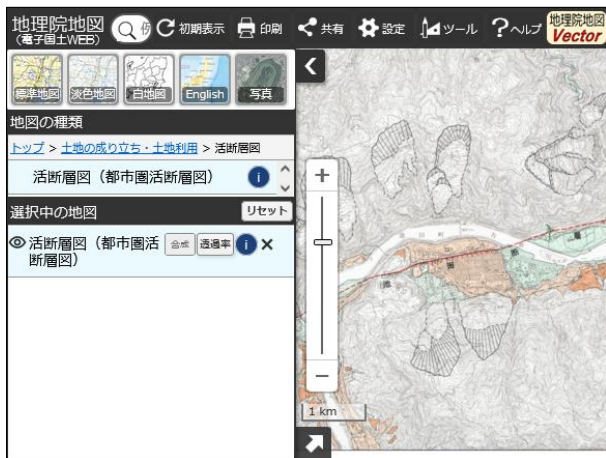 地理院地図
(電子国土WEB)
例
初期表示
印刷
共有
設定
ツール
ヘルプ
地理院地図
Vector
標準地図
淡色地図
白地図
English
写真
地図の種類
トップ > 土地の成り立ち・土地利用 > 活断層図
活断層図（都市圏活断層図）
i
選択中の地図
リセット
活断層図（都市圏活
断層図）
合成
透過率
i
1 km